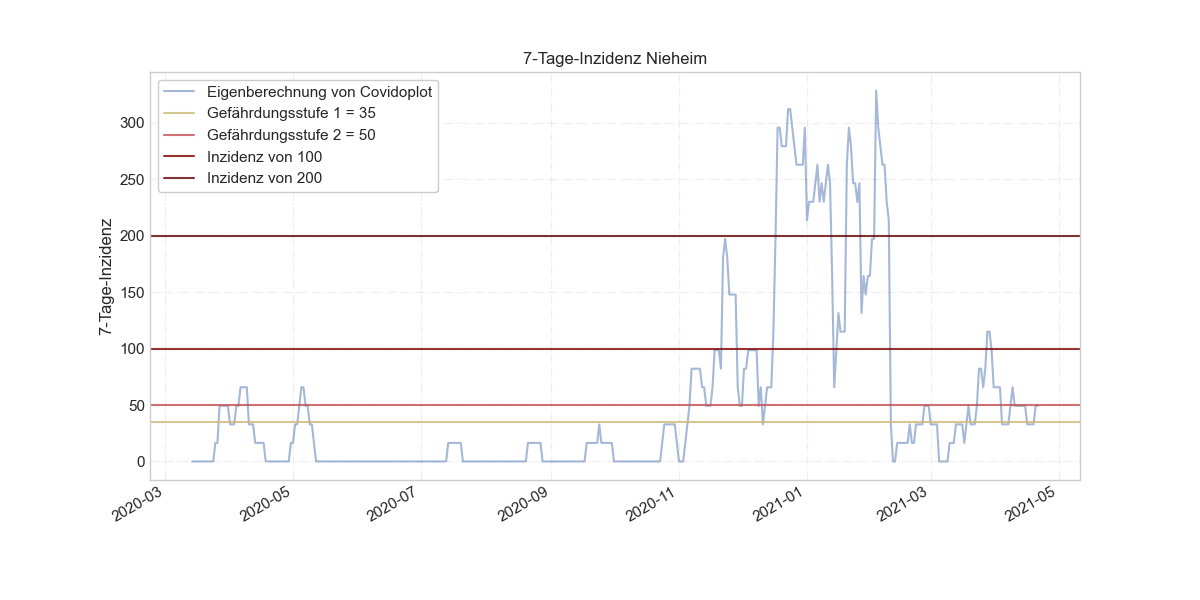 7-Tage-Inzidenz Nieheim
Eigenberechnung von Covidoplot
Gefährdungsstufe 1 = 35
Gefährdungsstufe 2 = 50
Inzidenz von 100
Inzidenz von 200
7-Tage-Inzidenz
300
250
200
150
100
50
0
2020-03
2020-05
2020-07
2020-09
2020-11
2021-01
2021-03
2021-05